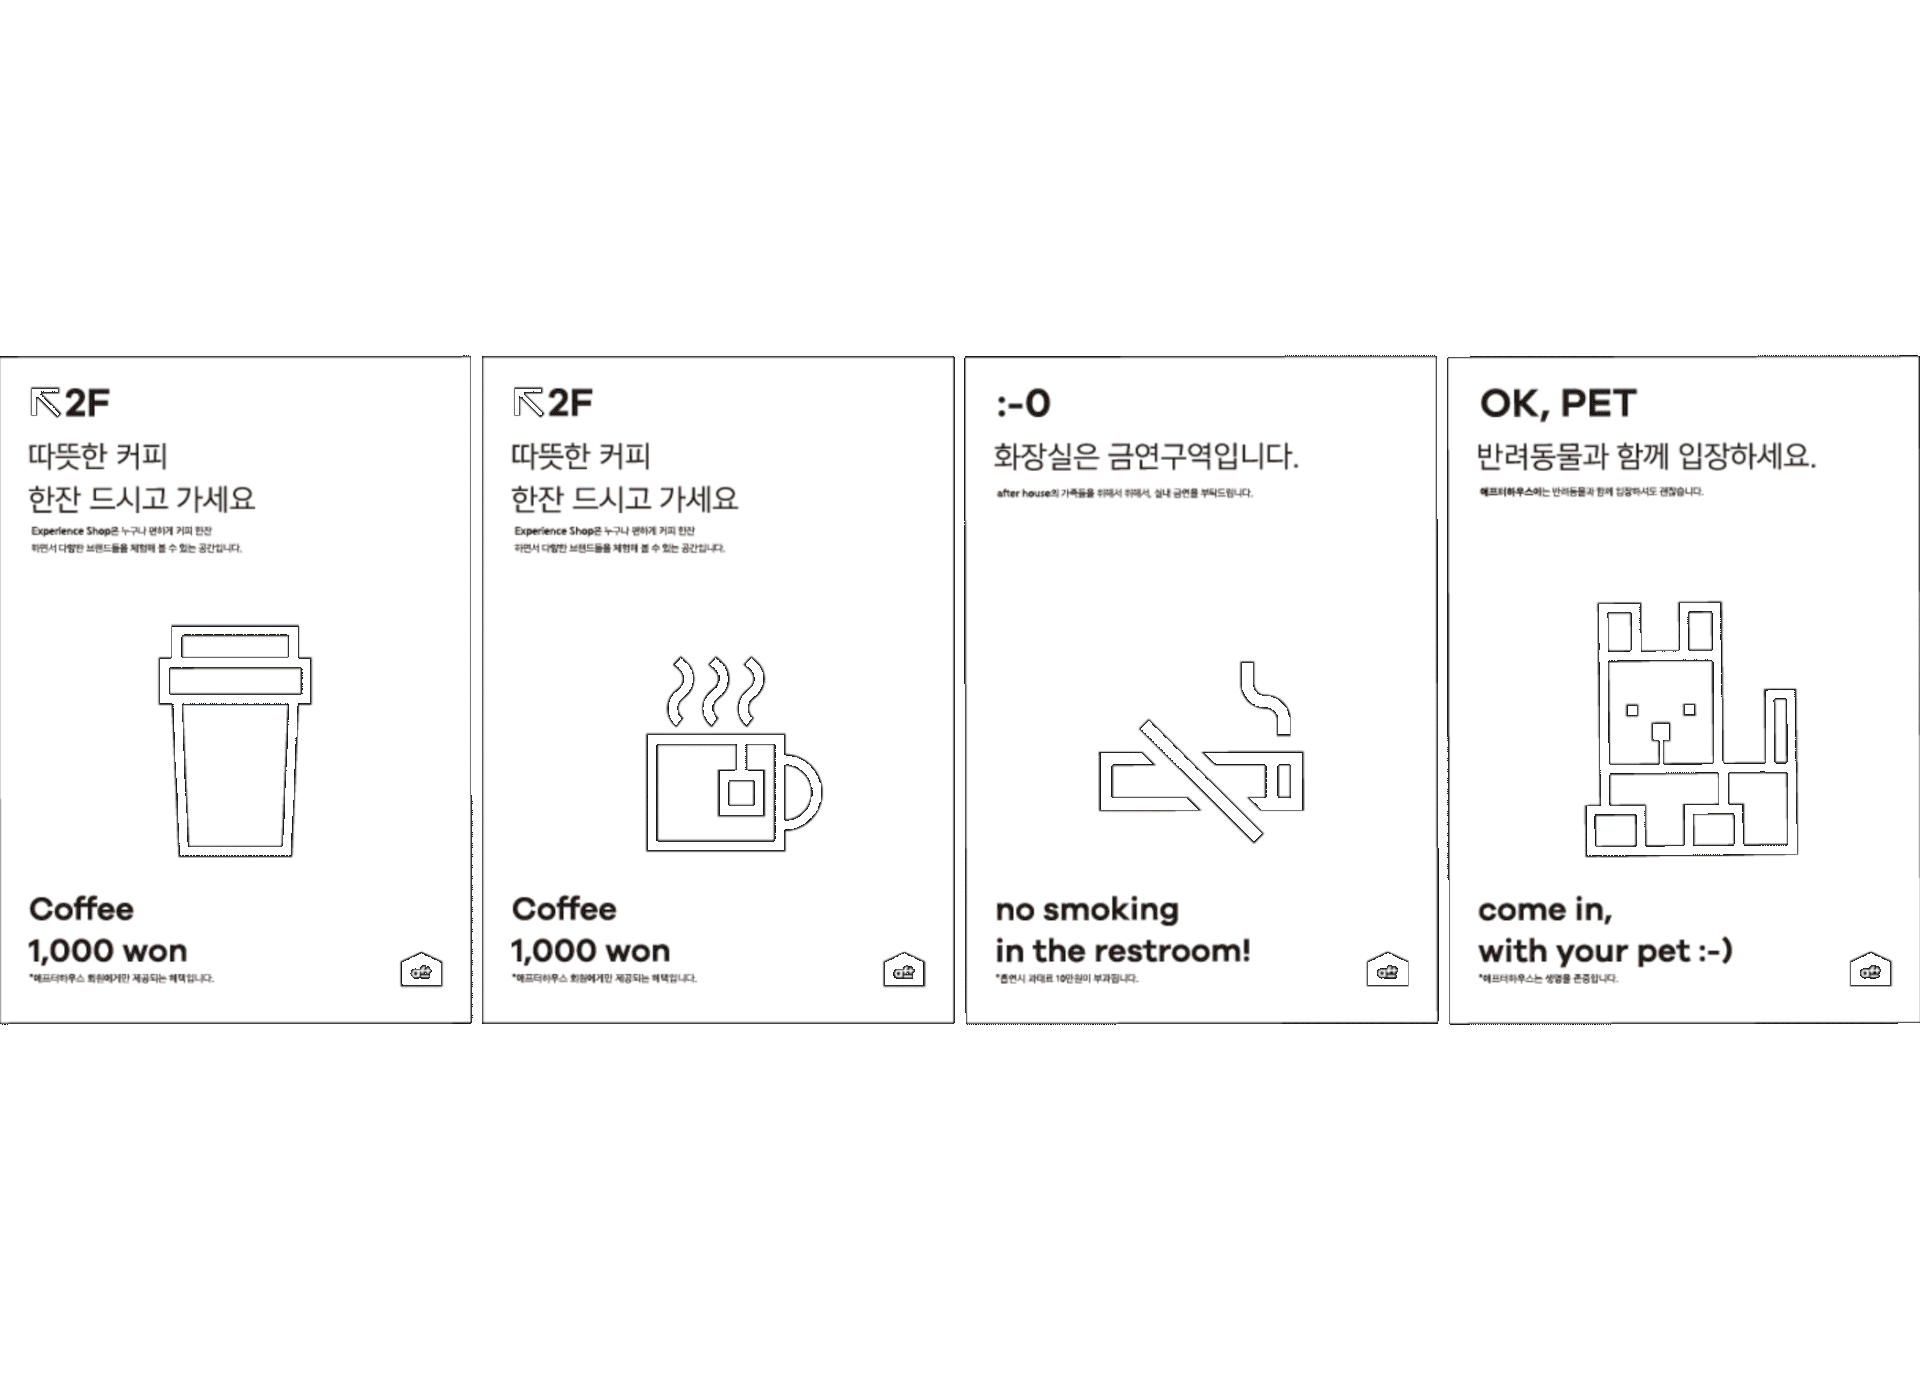 2F
따뜻한 커피
한잔 드시고 가세요
Experience Shop은 누구나 편하게 커피 한잔
하면서 다양한 브랜드들을 체험해 볼 수 있는 공간입니다.
Coffee
1,000 won
*애프터하우스 회원에게만 제공되는 혜택입니다.
2F
따뜻한 커피
한잔 드시고 가세요
Experience Shop은 누구나 편하게 커피 한잔
하면서 다양한 브랜드들을 체험해 볼 수 있는 공간입니다.
Coffee
1,000 won
*애프터하우스 회원에게만 제공되는 혜택입니다.
:-0
화장실은 금연구역입니다.
after house의 가족들을 위해서 위해서, 실내 금연을 부탁드립니다.
no smoking
in the restroom!
*흡연시 과태료 10만원이 부과됩니다.
OK, PET
반려동물과 함께 입장하세요.
애프터하우스에는 반려동물과 함께 입장하셔도 괜찮습니다.
come in,
with your pet :-)
*애프터하우스는 생명을 존중합니다.